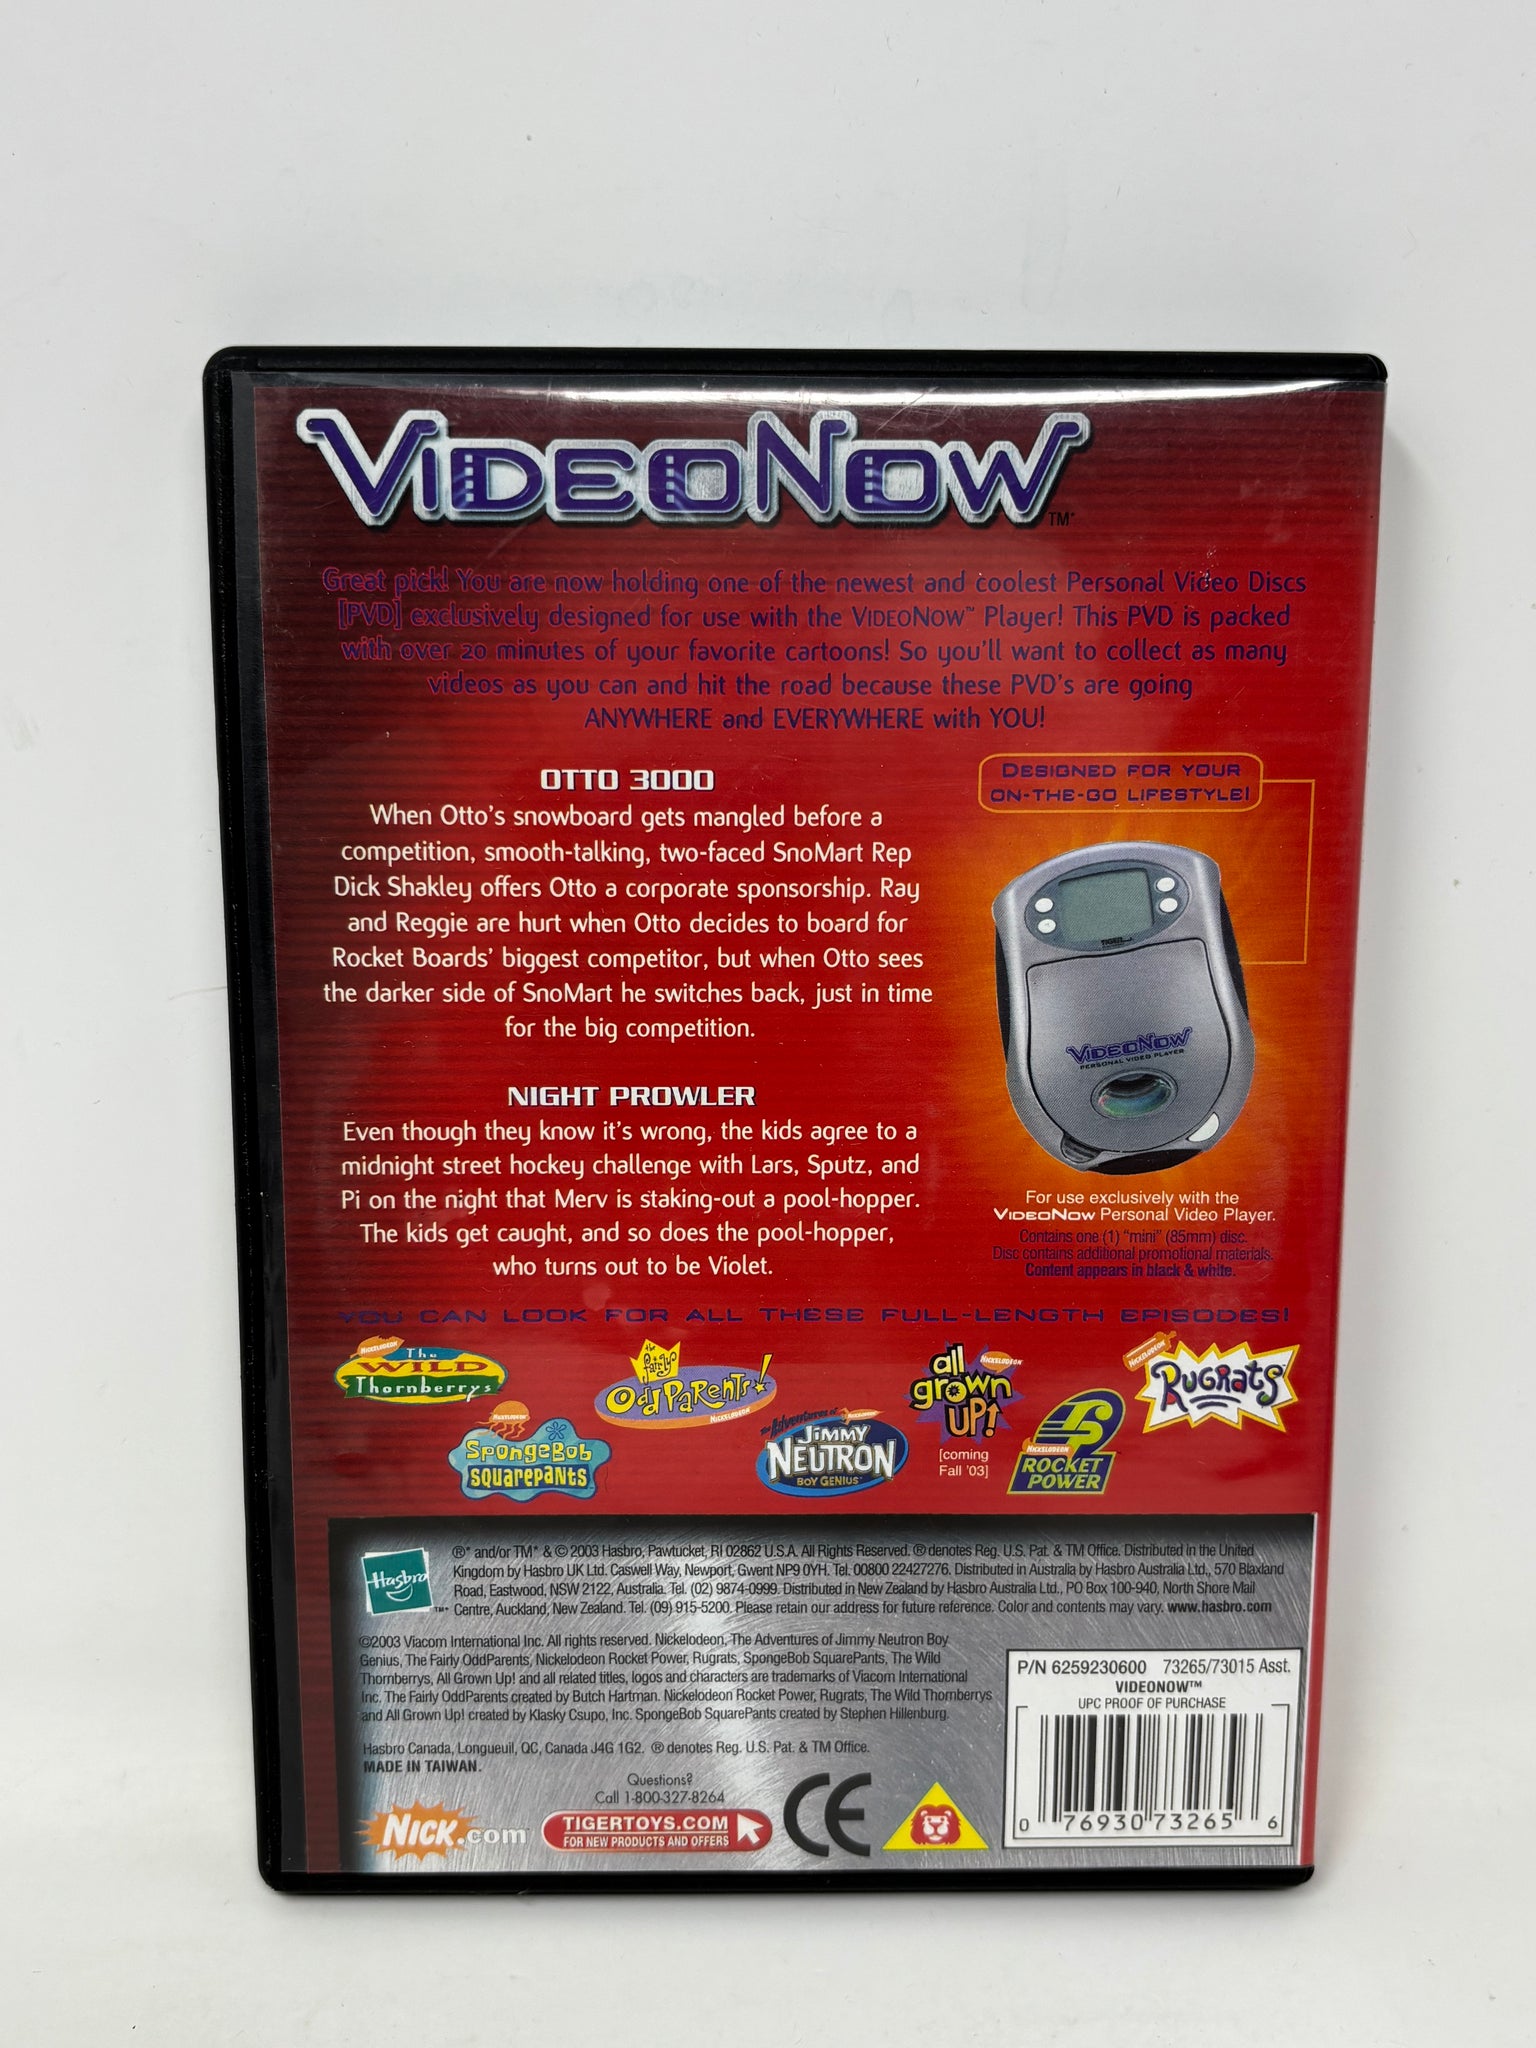 VIDEONOW™*
Great pick! You are now holding one of the newest and coolest Personal Video Discs
[PVD] exclusively designed for use with the VIDEONOW™ Player! This PVD is packed
with over 20 minutes of your favorite cartoons! So you'll want to collect as many
videos as you can and hit the road because these PVD's are going
ANYWHERE and EVERYWHERE with YOU!
OTTO 3000
When Otto's snowboard gets mangled before a
competition, smooth-talking, two-faced SnoMart Rep
Dick Shakley offers Otto a corporate sponsorship. Ray
and Reggie are hurt when Otto decides to board for
Rocket Boards' biggest competitor, but when Otto sees
the darker side of SnoMart he switches back, just in time
for the big competition.
NIGHT PROWLER
Even though they know it's wrong, the kids agree to a
midnight street hockey challenge with Lars, Sputz, and
Pi on the night that Merv is staking-out a pool-hopper.
The kids get caught, and so does the pool-hopper,
who turns out to be Violet.
DESIGNED FOR YOUR
ON-THE-GO LIFESTYLE!
TIGER
VIDEONOW
PERSONAL VIDEO PLAYER
For use exclusively with the
VIDEONOW Personal Video Player.
Contains one (1) "mini" (85mm) disc.
Disc contains additional promotional materials.
Content appears in black & white.
YOU CAN LOOK FOR ALL THESE FULL-LENGTH EPISODES!
NICKELODEON
The
WILD
Thornberrys
NICKELODEON
SpongeBob
SQUAREPANTS
the
Fairly
OddParents!
NICKELODEON
The Adventures of
JIMMY
NEUTRON
BOY GENIUS
all
NICKELODEON
grown
UP!
[coming
Fall '03]
NICKELODEON
ROCKET
POWER
NICKELODEON
RUGRATS
Hasbro
®* and/or TM* & © 2003 Hasbro, Pawtucket, RI 02862 U.S.A. All Rights Reserved. ® denotes Reg. U.S. Pat. & TM Office. Distributed in the United
Kingdom by Hasbro UK Ltd. Caswell Way, Newport, Gwent NP9 0YH. Tel. 00800 22427276. Distributed in Australia by Hasbro Australia Ltd., 570 Blaxland
Road, Eastwood, NSW 2122, Australia. Tel. (02) 9874-0999. Distributed in New Zealand by Hasbro Australia Ltd., PO Box 100-940, North Shore Mail
Centre, Auckland, New Zealand. Tel. (09) 915-5200. Please retain our address for future reference. Color and contents may vary. www.hasbro.com
©2003 Viacom International Inc. All rights reserved. Nickelodeon, The Adventures of Jimmy Neutron Boy
Genius, The Fairly OddParents, Nickelodeon Rocket Power, Rugrats, SpongeBob SquarePants, The Wild
Thornberrys, All Grown Up! and all related titles, logos and characters are trademarks of Viacom International
Inc. The Fairly OddParents created by Butch Hartman. Nickelodeon Rocket Power, Rugrats, The Wild Thornberrys
and All Grown Up! created by Klasky Csupo, Inc. SpongeBob SquarePants created by Stephen Hillenburg.
Hasbro Canada, Longueuil, QC, Canada J4G 1G2. ® denotes Reg. U.S. Pat. & TM Office.
MADE IN TAIWAN.
Questions?
Call 1-800-327-8264
NICK.com
TIGERTOYS.COM
FOR NEW PRODUCTS AND OFFERS
CE
P/N 6259230600 73265/73015 Asst.
VIDEONOW™
UPC PROOF OF PURCHASE
0 76930 73265 6